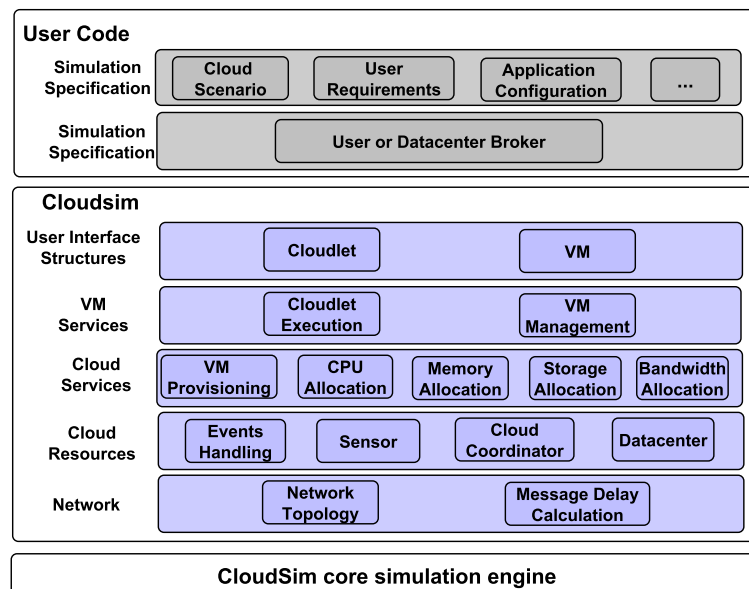 User Code
Simulation
Specification
Cloud
Scenario
User
Requirements
Application
Configuration
...
Simulation
Specification
User or Datacenter Broker
Cloudsim
User Interface
Structures
Cloudlet
VM
VM
Services
Cloudlet
Execution
VM
Management
Cloud
Services
VM
Provisioning
CPU
Allocation
Memory
Allocation
Storage
Allocation
Bandwidth
Allocation
Cloud
Resources
Events
Handling
Sensor
Cloud
Coordinator
Datacenter
Network
Network
Topology
Message Delay
Calculation
CloudSim core simulation engine